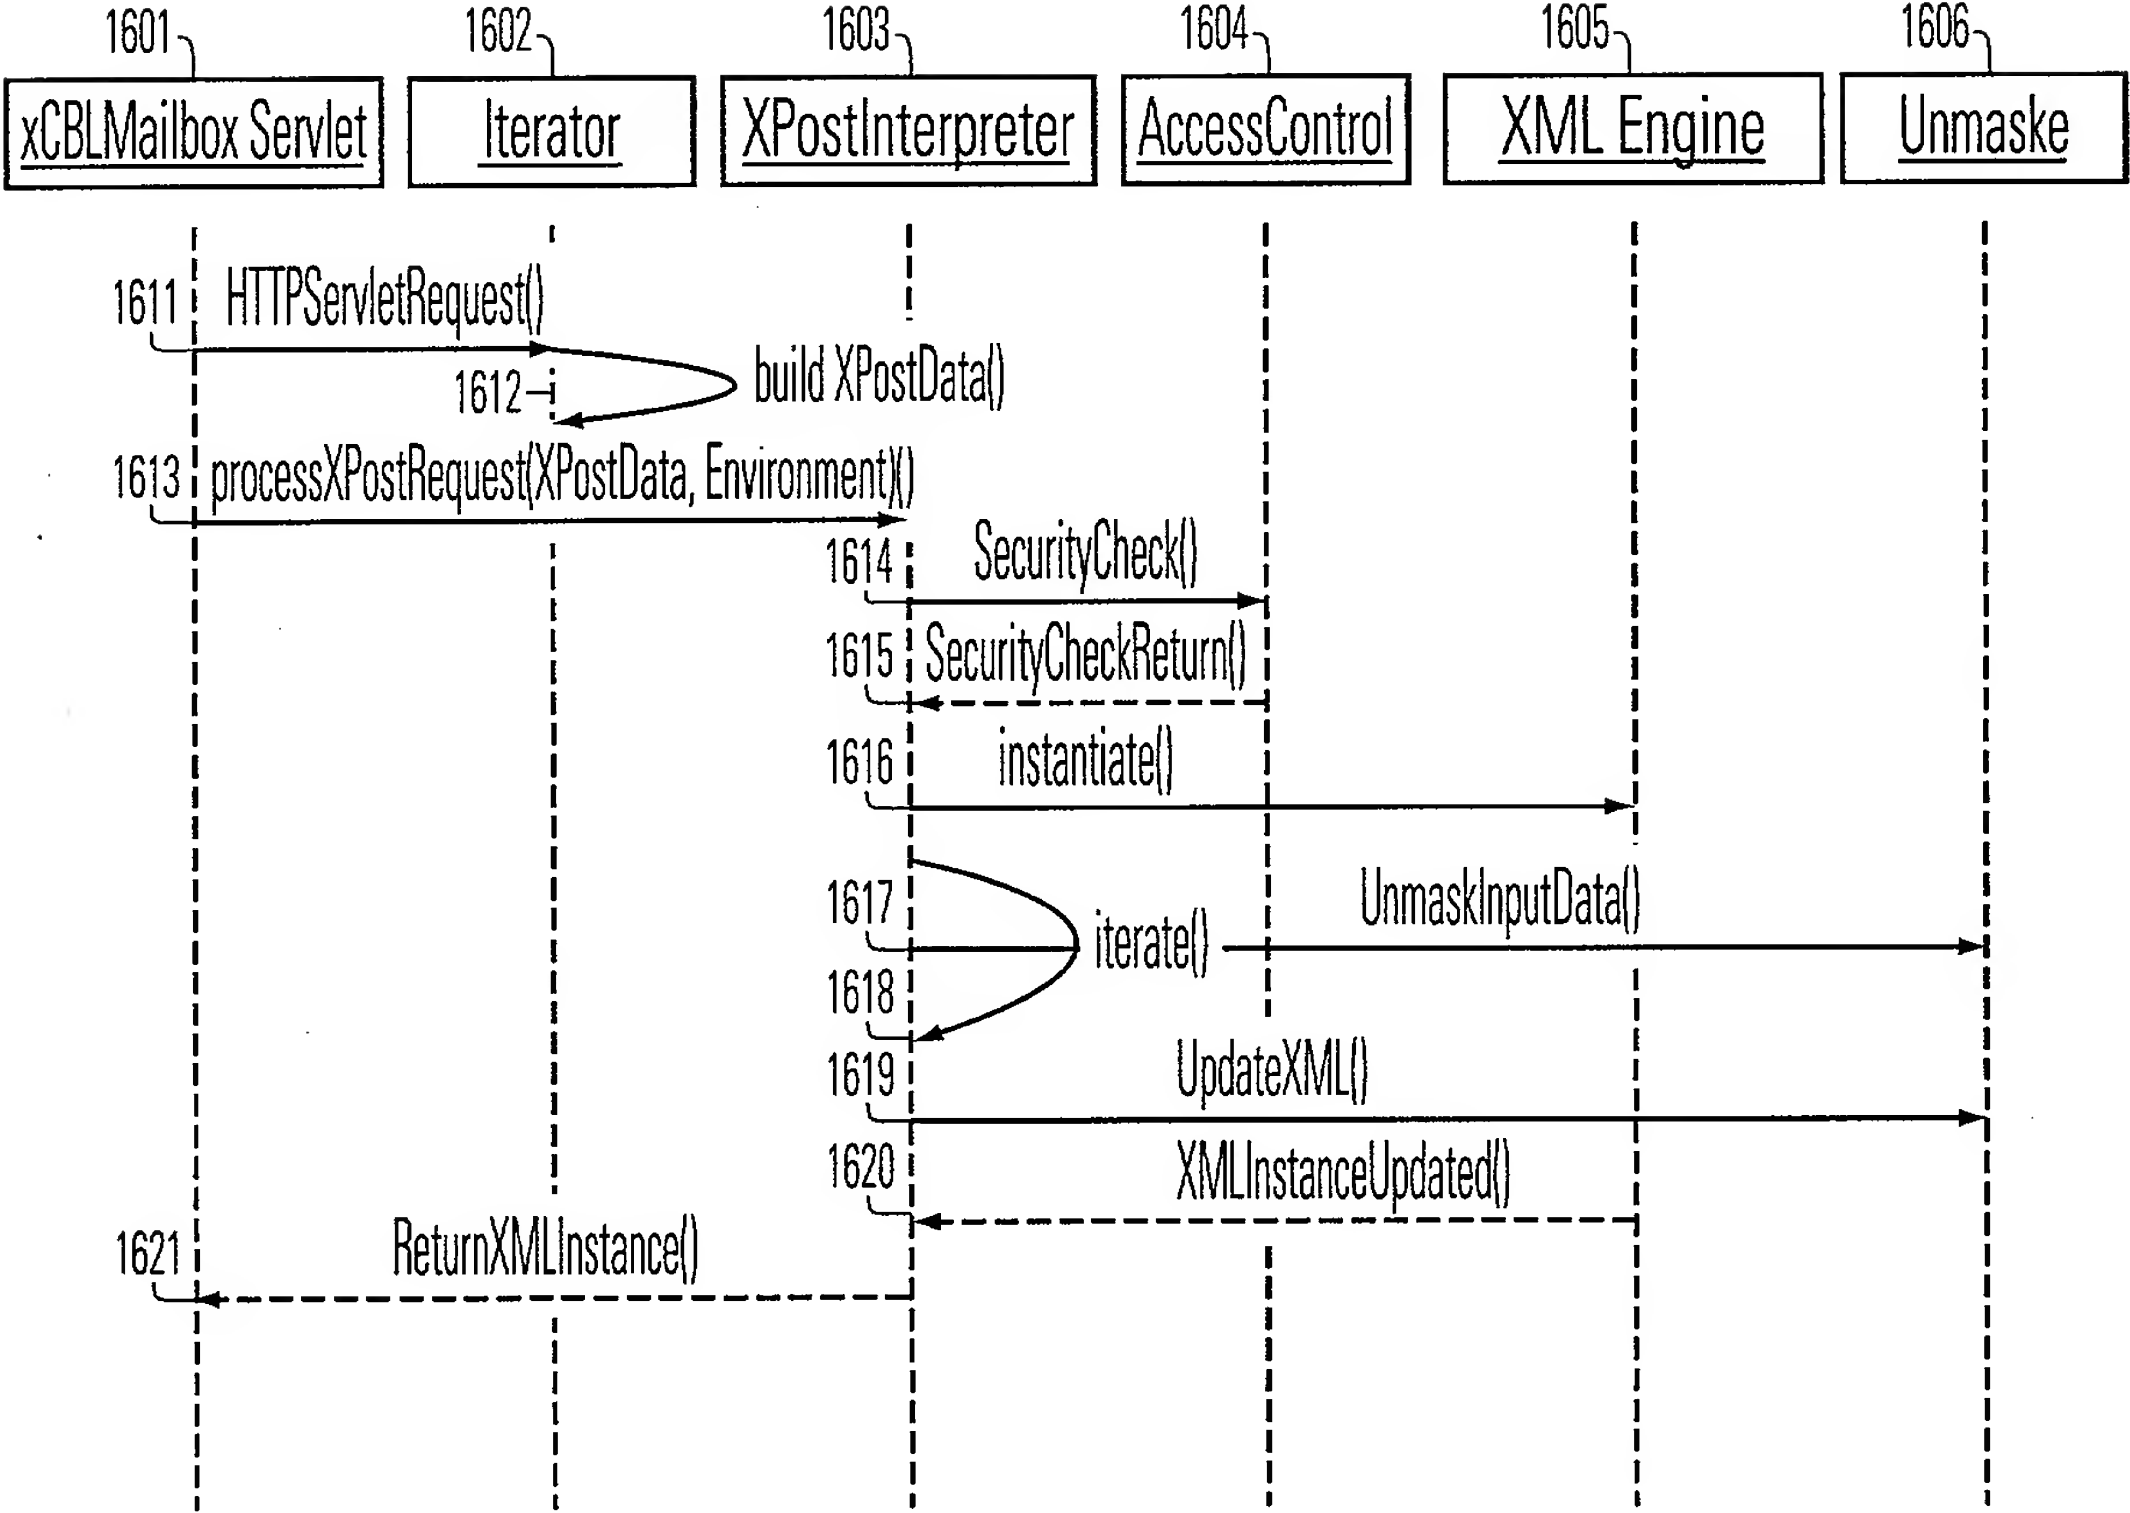 1601 1602 1603 1604 1605 1606
xCBLMailbox Servlet Iterator XPostInterpreter AccessControl XML Engine Unmaske
1611 HTTPServletRequest()
1612 build XPostData()
1613 processXPostRequest(XPostData, Environment)()
1614 SecurityCheck()
1615 SecurityCheckReturn()
1616 instantiate()
1617 iterate() UnmaskInputData()
1618
1619 UpdateXML()
1620 XMLInstanceUpdated()
1621 ReturnXMLInstance()